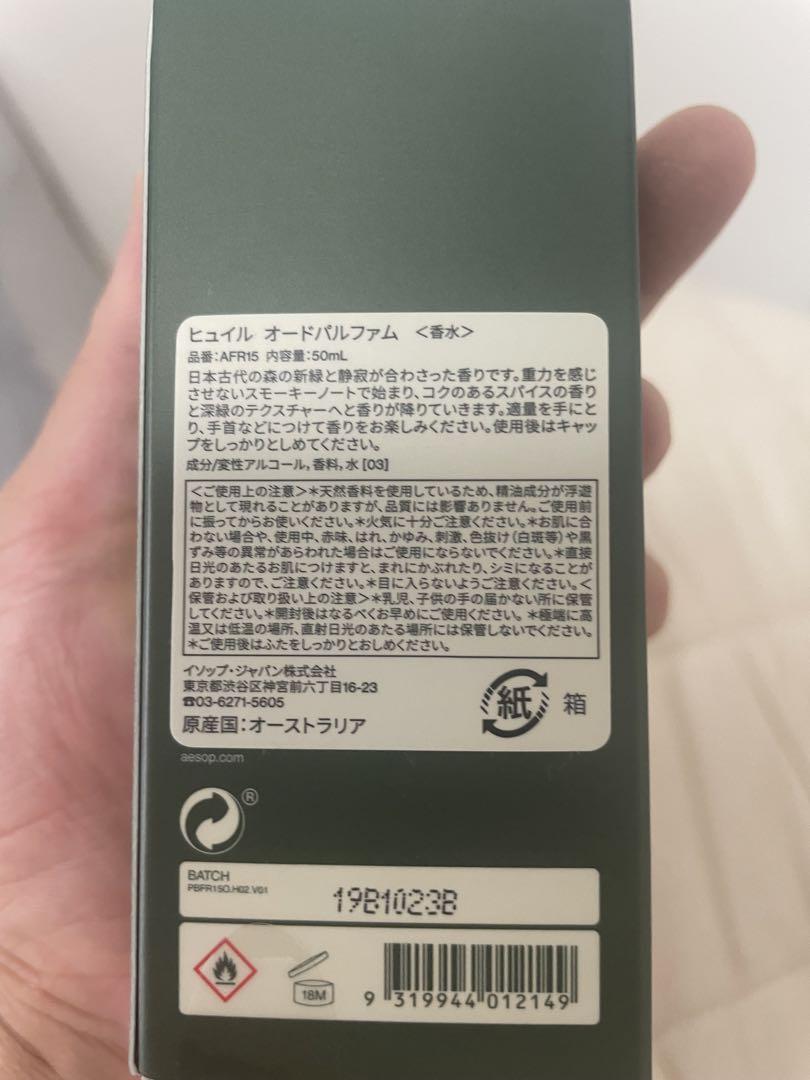 ヒュイル オードパルファム ＜香水＞
品番：AFR15 内容量：50mL
日本古代の森の新緑と静寂が合わさった香りです。重力を感じ
させないスモーキーノートで始まり、コクのあるスパイスの香り
と深緑のテクスチャーへと香りが降りていきます。適量を手にと
り、手首などにつけて香りをお楽しみください。使用後はキャッ
プをしっかりとしめてください。
成分/変性アルコール，香料，水 [03]
＜ご使用上の注意＞＊天然香料を使用しているため、精油成分が浮遊
物として現れることがありますが、品質には影響ありません。ご使用前
に振ってからお使いください。＊火気に十分ご注意ください。＊お肌に合
わない場合や、使用中、赤味、はれ、かゆみ、刺激、色抜け（白斑等）や黒
ずみ等の異常があらわれた場合はご使用にならないでください。＊直接
日光のあたるお肌につけますと、まれにかぶれたり、シミになることが
ありますので、ご注意ください。＊目に入らないようご注意ください。＜
保管および取り扱い上の注意＞＊乳児、子供の手の届かない所に保管
してください。＊開封後はなるべくお早めにご使用ください。＊極端に高
温又は低温の場所、直射日光のあたる場所には保管しないでください。
＊ご使用後はふたをしっかりとおしめください。
イソップ・ジャパン株式会社
東京都渋谷区神宮前六丁目16-23
☎03-6271-5605
原産国：オーストラリア
紙 箱
aesop.com
®
BATCH
PBFR15O.H02 V01
19B1023B
18M
9 319944 012149